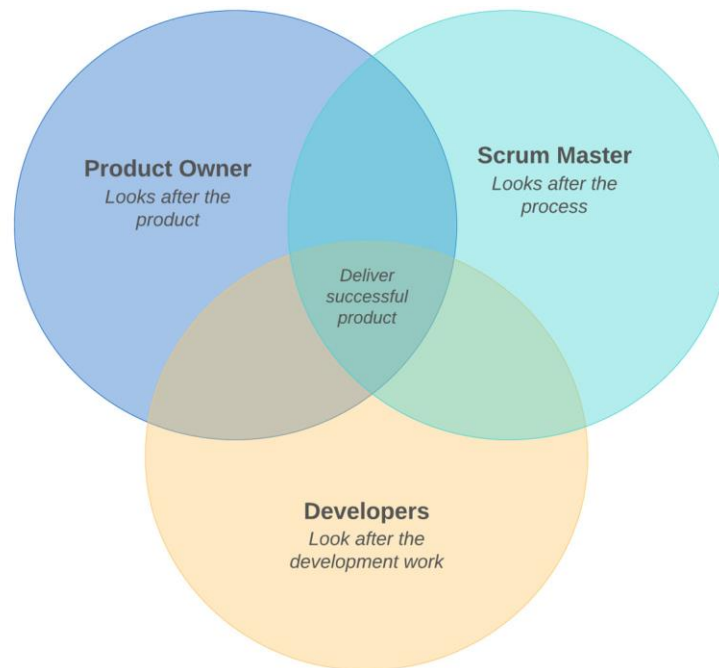 Product Owner
Looks after the
product
Scrum Master
Looks after the
process
Deliver
successful
product
Developers
Look after the
development work